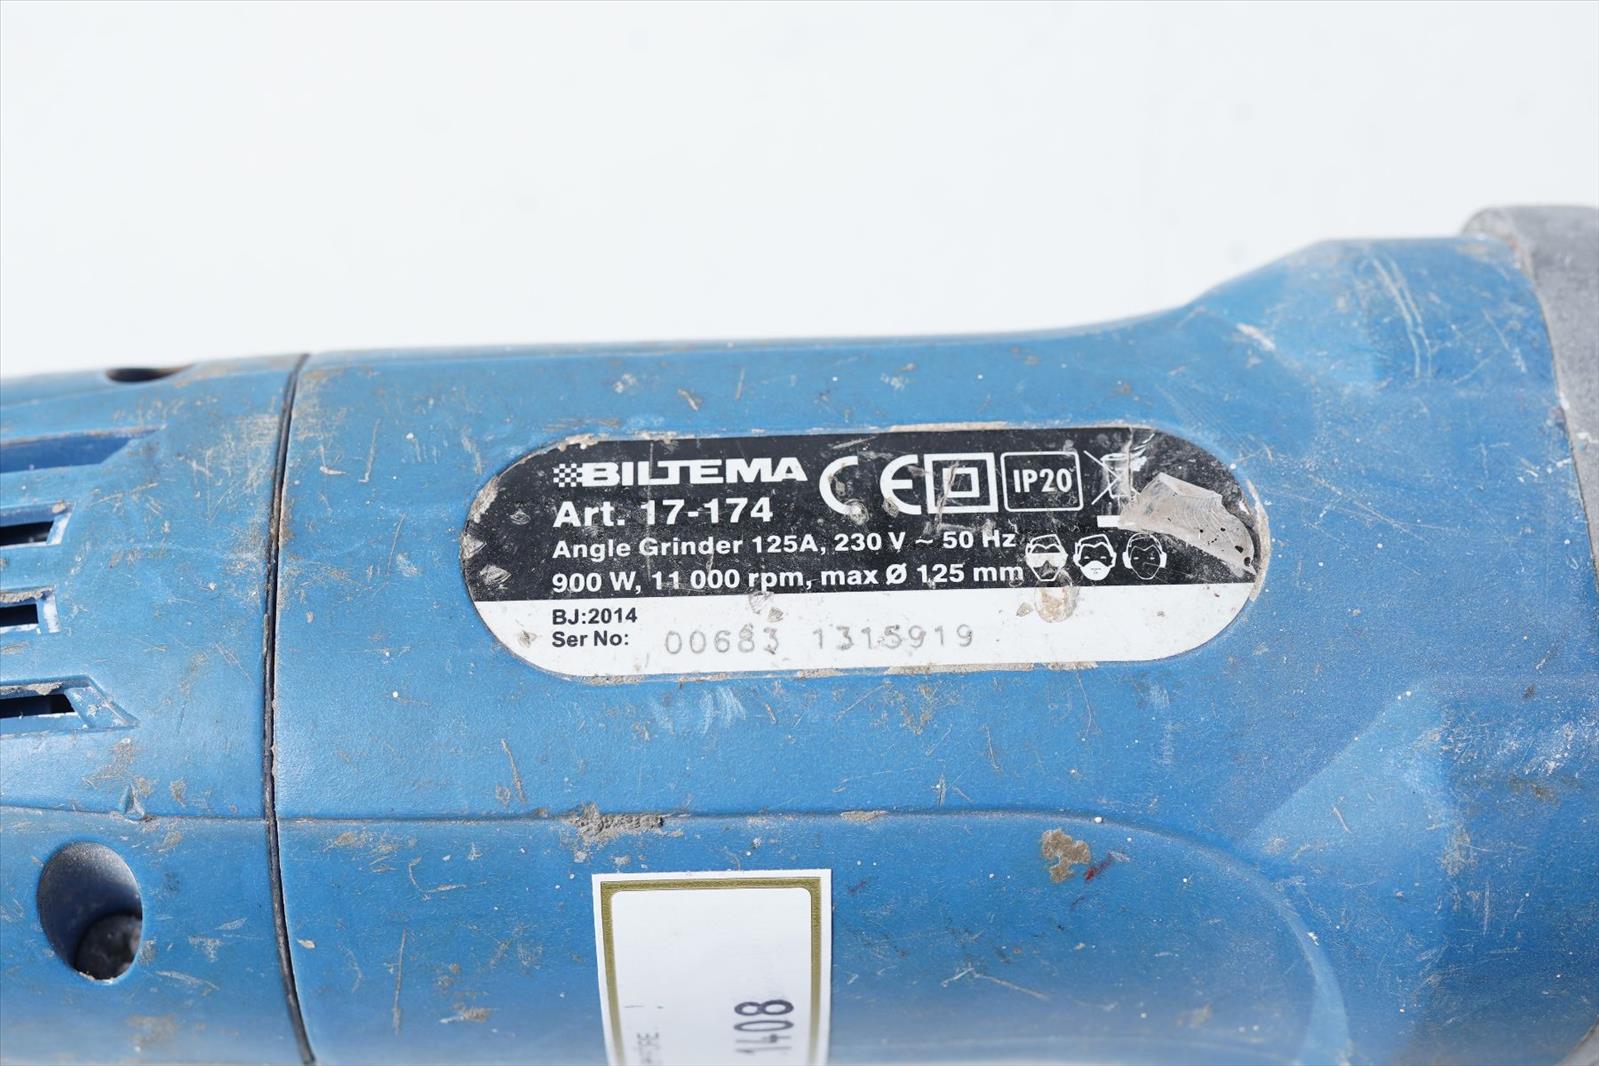 BILTEMA CE IP20
Art. 17-174
Angle Grinder 125A, 230 V ~ 50 Hz
900 W, 11 000 rpm, max Ø 125 mm
BJ:2014
Ser No: 00683 1315919
1408